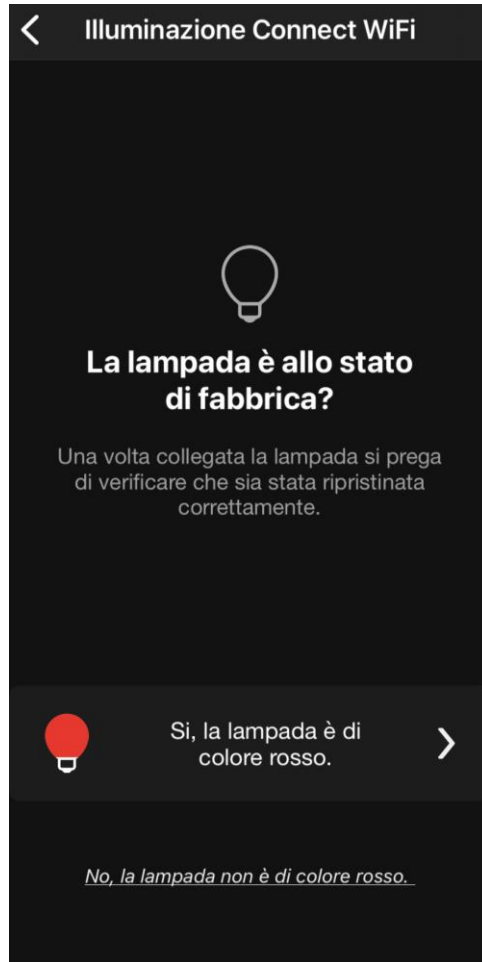 Illuminazione Connect WiFi
La lampada è allo stato
di fabbrica?
Una volta collegata la lampada si prega
di verificare che sia stata ripristinata
correttamente.
Si, la lampada è di
colore rosso.
No, la lampada non è di colore rosso.